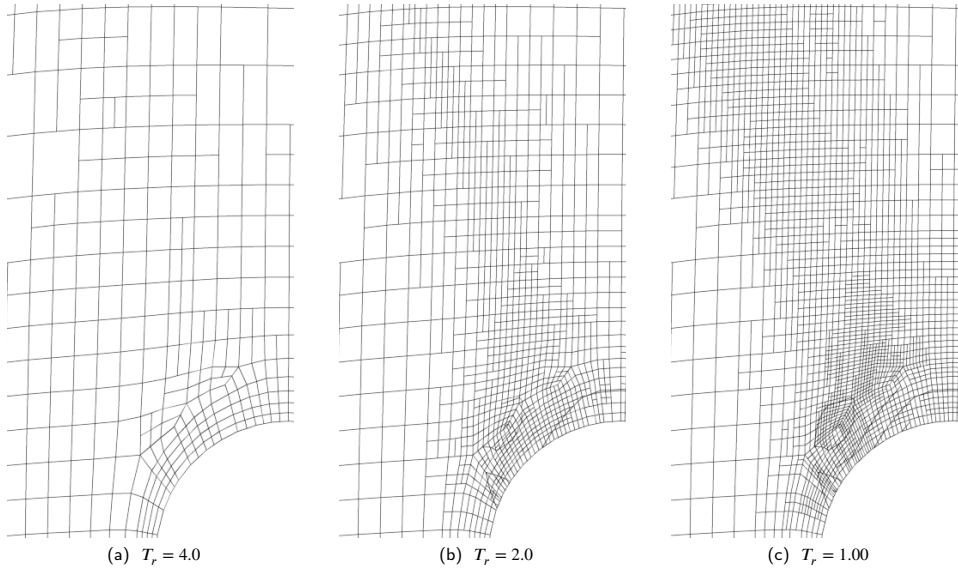 (a) T_r = 4.0
(b) T_r = 2.0
(c) T_r = 1.00